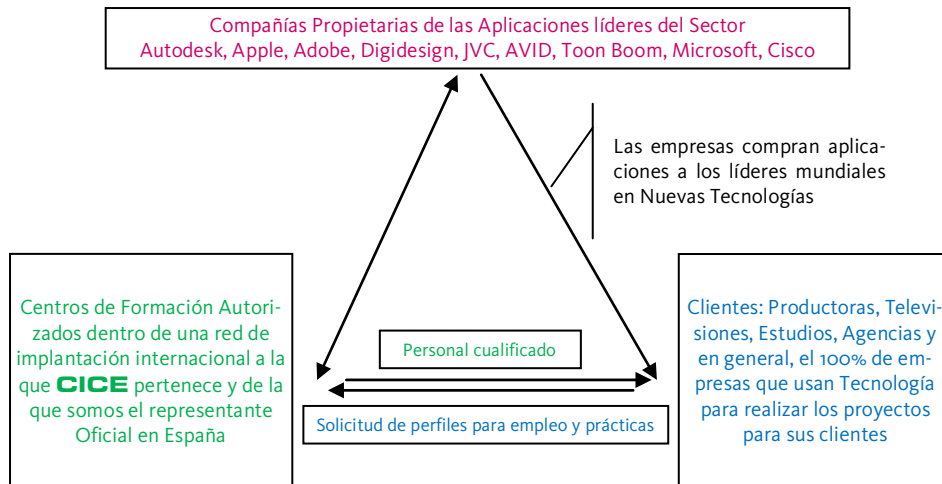 Compañías Propietarias de las Aplicaciones líderes del Sector
Autodesk, Apple, Adobe, Digidesign, JVC, AVID, Toon Boom, Microsoft, Cisco
Las empresas compran aplica-
ciones a los líderes mundiales
en Nuevas Tecnologías
Centros de Formación Autori-
zados dentro de una red de
implantación internacional a la
que CICE pertenece y de la
que somos el representante
Oficial en España
Personal cualificado
Solicitud de perfiles para empleo y prácticas
Clientes: Productoras, Televi-
siones, Estudios, Agencias y
en general, el 100% de em-
presas que usan Tecnología
para realizar los proyectos
para sus clientes